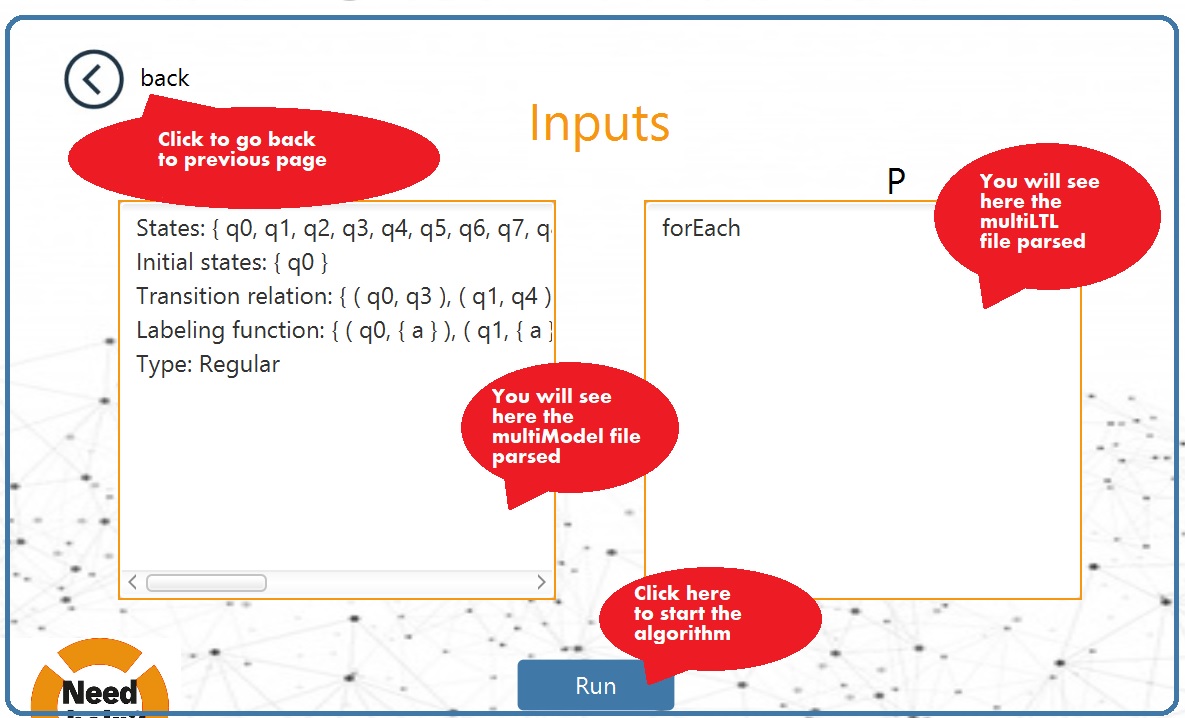 back
Click to go back
to previous page
Inputs
P
You will see
here the
multiLTL
file parsed
States: { q0, q1, q2, q3, q4, q5, q6, q7, q
Initial states: { q0 }
Transition relation: { ( q0, q3 ), ( q1, q4 )
Labeling function: { ( q0, { a } ), ( q1, { a }
Type: Regular
forEach
You will see
here the
multiModel file
parsed
Click here
to start the
algorithm
Run
Need